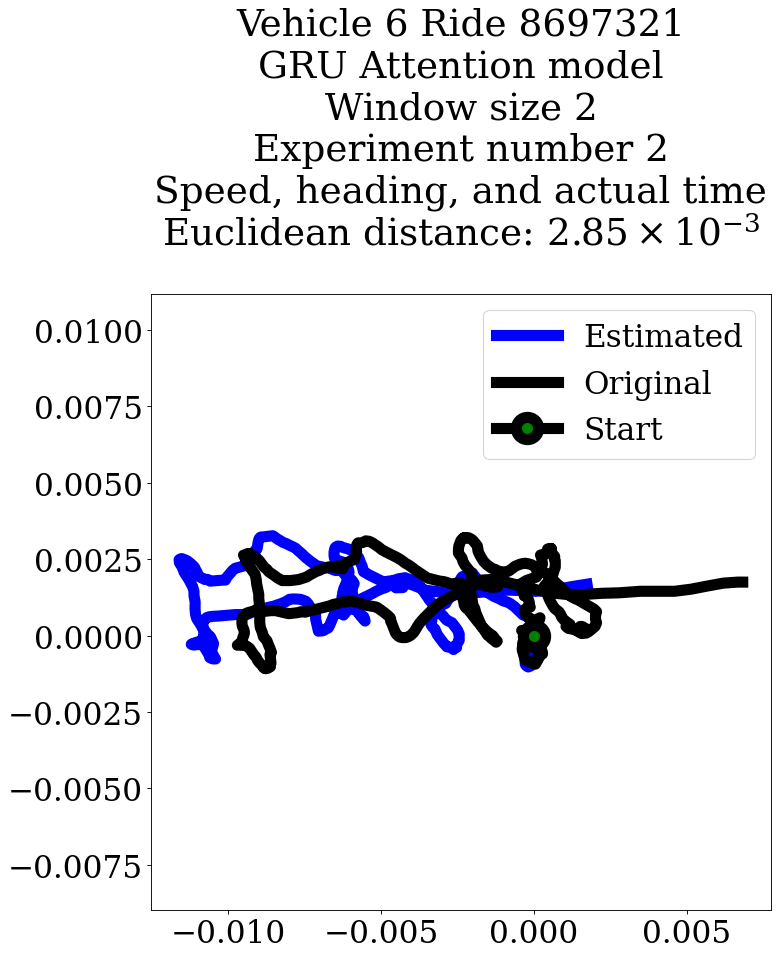 Vehicle 6 Ride 8697321
GRU Attention model
Window size 2
Experiment number 2
Speed, heading, and actual time
Euclidean distance: 2.85 × 10⁻³
Estimated
Original
Start
0.0100
0.0075
0.0050
0.0025
0.0000
−0.0025
−0.0050
−0.0075
−0.010 −0.005 0.000 0.005